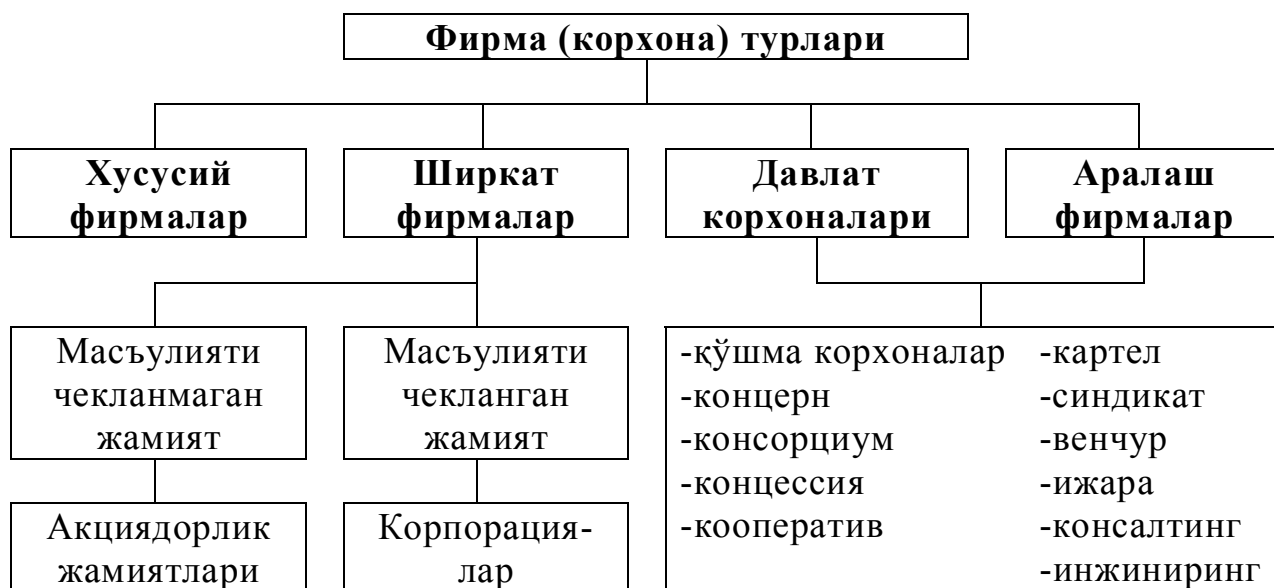 Фирма (корхона) турлари
Хусусий
фирмалар
Ширкат
фирмалар
Давлат
корхоналари
Аралаш
фирмалар
Масъулияти
чекланмаган
жамият
Масъулияти
чекланган
жамият
Акциядорлик
жамиятлари
Корпорация-
лар
-қўшма корхоналар
-концерн
-консорциум
-концессия
-кооператив
-картел
-синдикат
-венчур
-ижара
-консалтинг
-инжиниринг